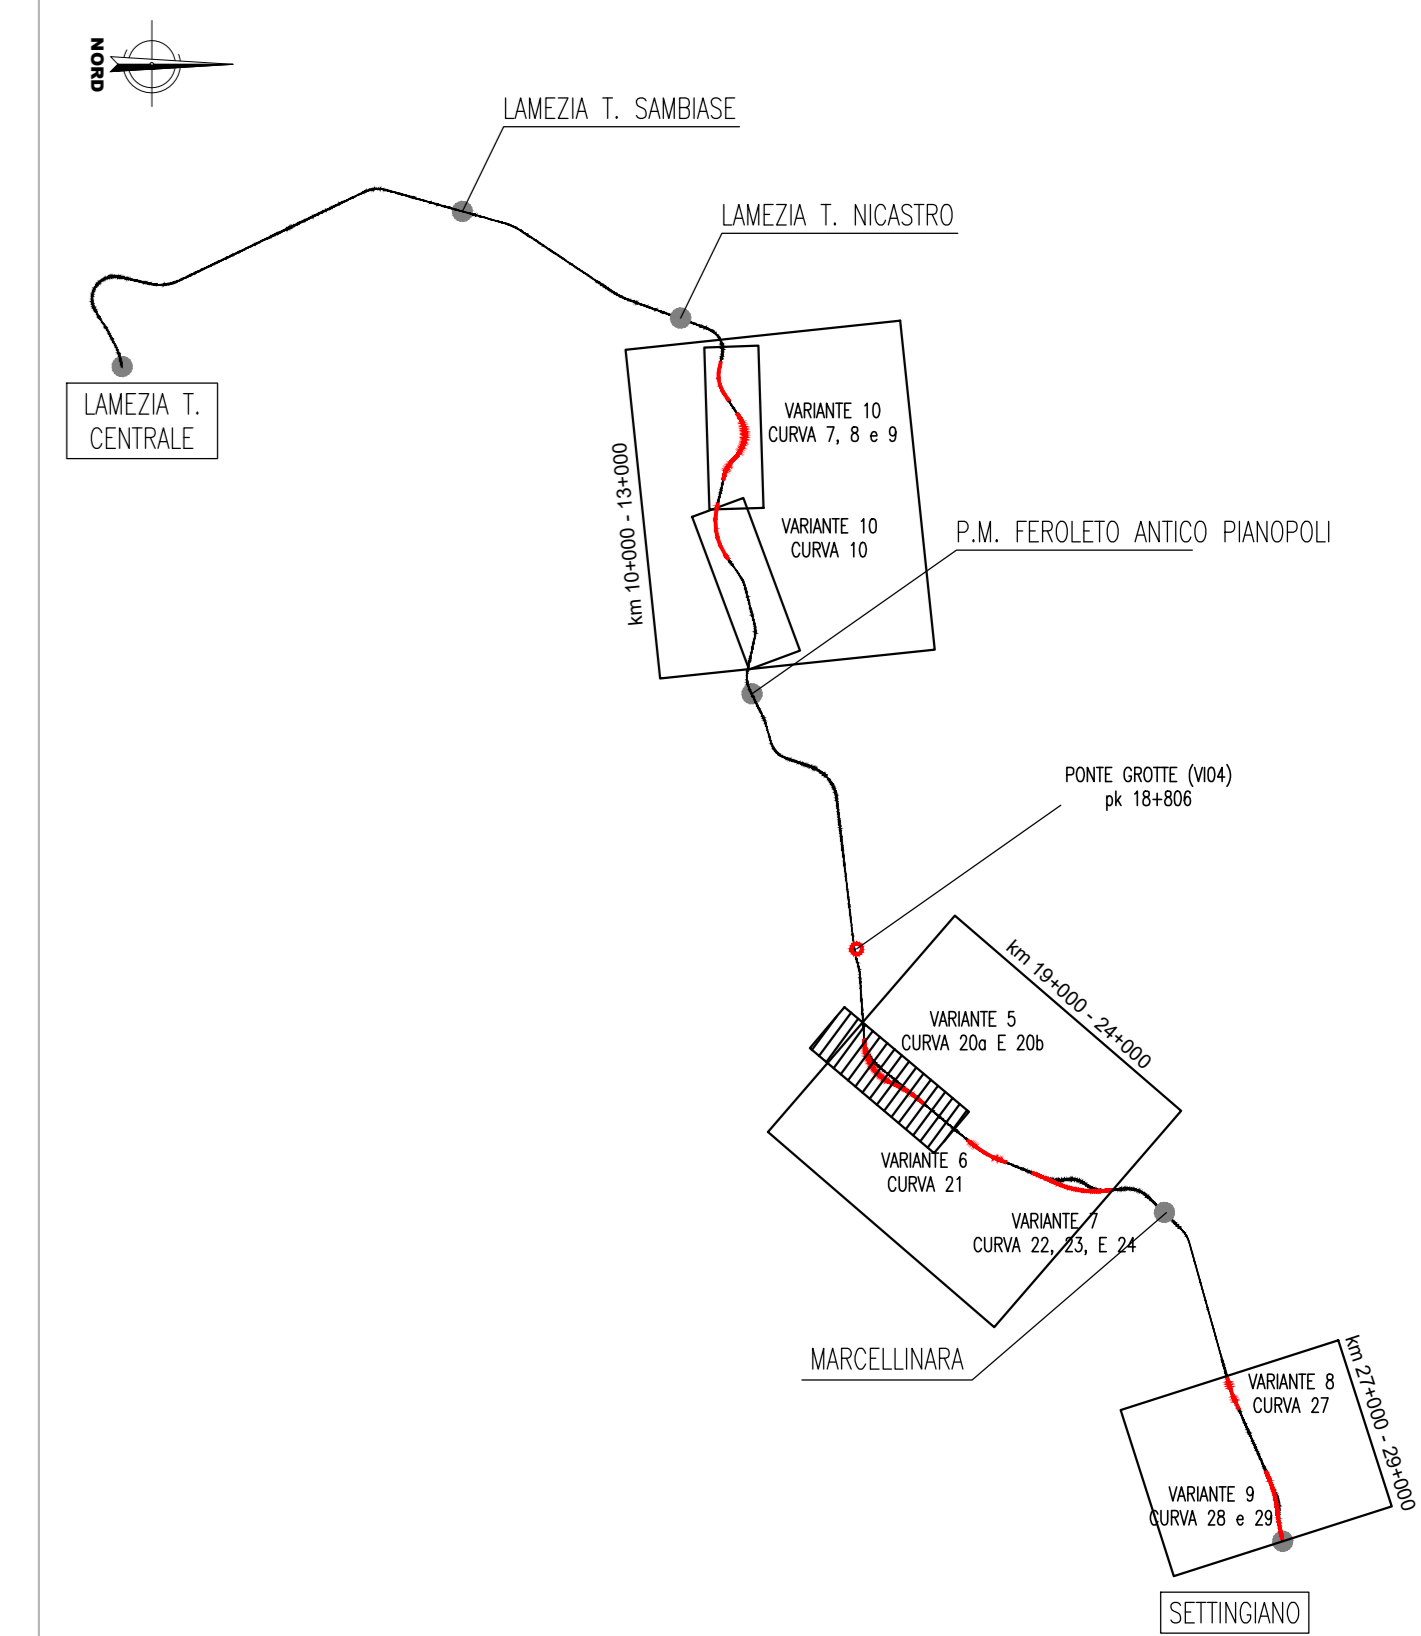 NORD
LAMEZIA T. SAMBIASE
LAMEZIA T. NICASTRO
LAMEZIA T.
CENTRALE
VARIANTE 10
CURVA 7, 8 e 9
km 10+000 - 13+000
VARIANTE 10
CURVA 10
P.M. FEROLETO ANTICO PIANOPOLI
PONTE GROTTE (VI04)
pk 18+806
km 19+000 - 24+000
VARIANTE 5
CURVA 20a E 20b
VARIANTE 6
CURVA 21
VARIANTE 7
CURVA 22, 23, E 24
MARCELLINARA
km 27+000 - 29+000
VARIANTE 8
CURVA 27
VARIANTE 9
CURVA 28 e 29
SETTINGIANO